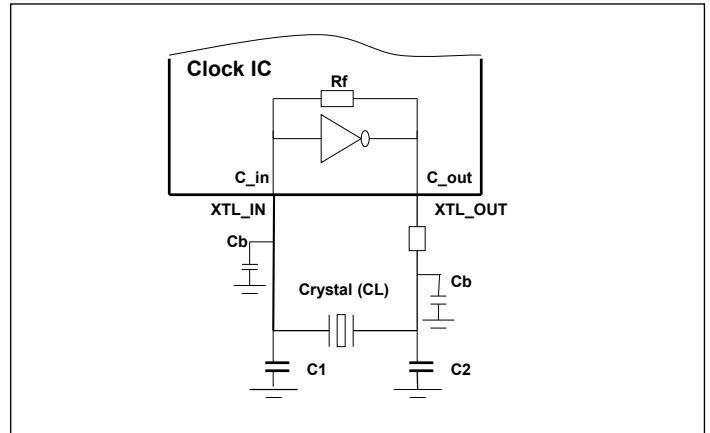 Clock IC
Rf
C_in
C_out
XTL_IN
XTL_OUT
Cb
Cb
Crystal (CL)
C1
C2